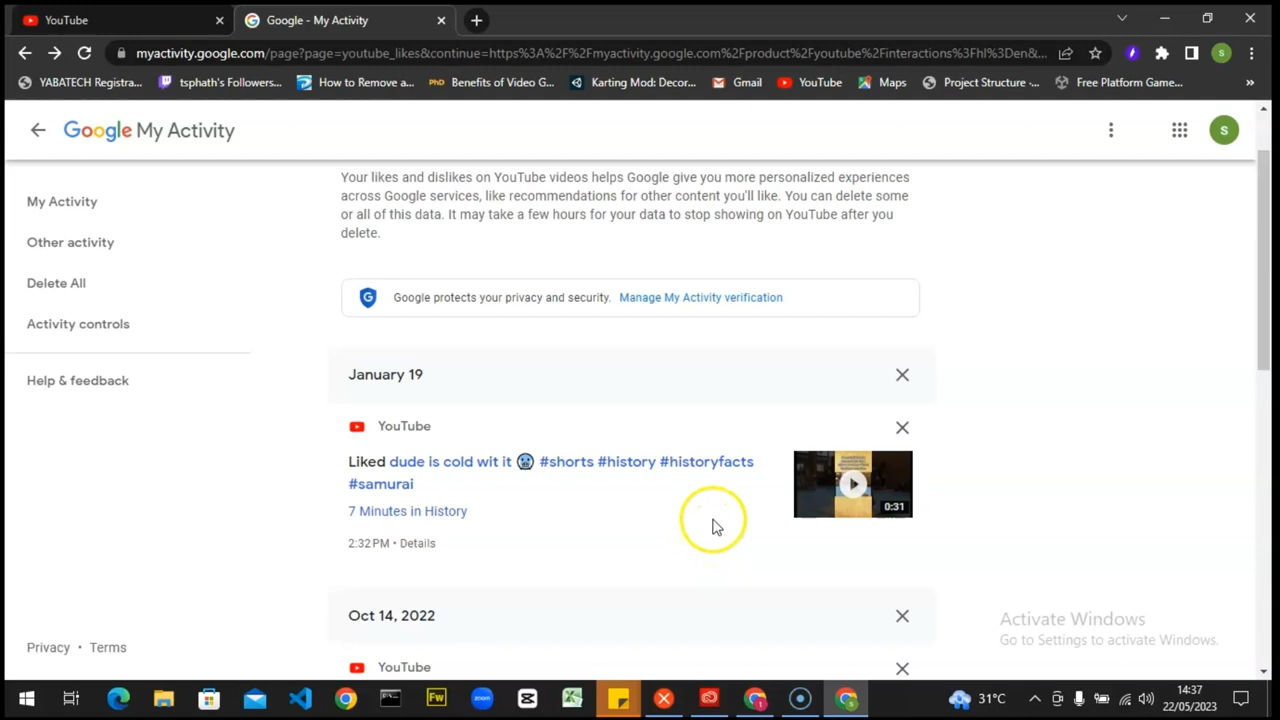 YouTube
Google - My Activity
myactivity.google.com/page?page=youtube_likes&continue=https%3A%2F%2Fmyactivity.google.com%2Fproduct%2Fyoutube%2Finteractions%3Fhl%3Den&...
YABATECH Registra...
tsphath's Followers...
How to Remove a...
PhD Benefits of Video G...
Karting Mod: Decor...
Gmail
YouTube
Maps
Project Structure -...
Free Platform Game...
Google My Activity
S
My Activity
Other activity
Delete All
Activity controls
Help & feedback
Privacy • Terms
Your likes and dislikes on YouTube videos helps Google give you more personalized experiences
across Google services, like recommendations for other content you'll like. You can delete some
or all of this data. It may take a few hours for your data to stop showing on YouTube after you
delete.
Google protects your privacy and security. Manage My Activity verification
January 19
YouTube
Liked dude is cold wit it 🥶 #shorts #history #historyfacts
#samurai
7 Minutes in History
2:32 PM • Details
0:31
Oct 14, 2022
YouTube
Activate Windows
Go to Settings to activate Windows.
Fw
zoom
31°C
14:37
22/05/2023